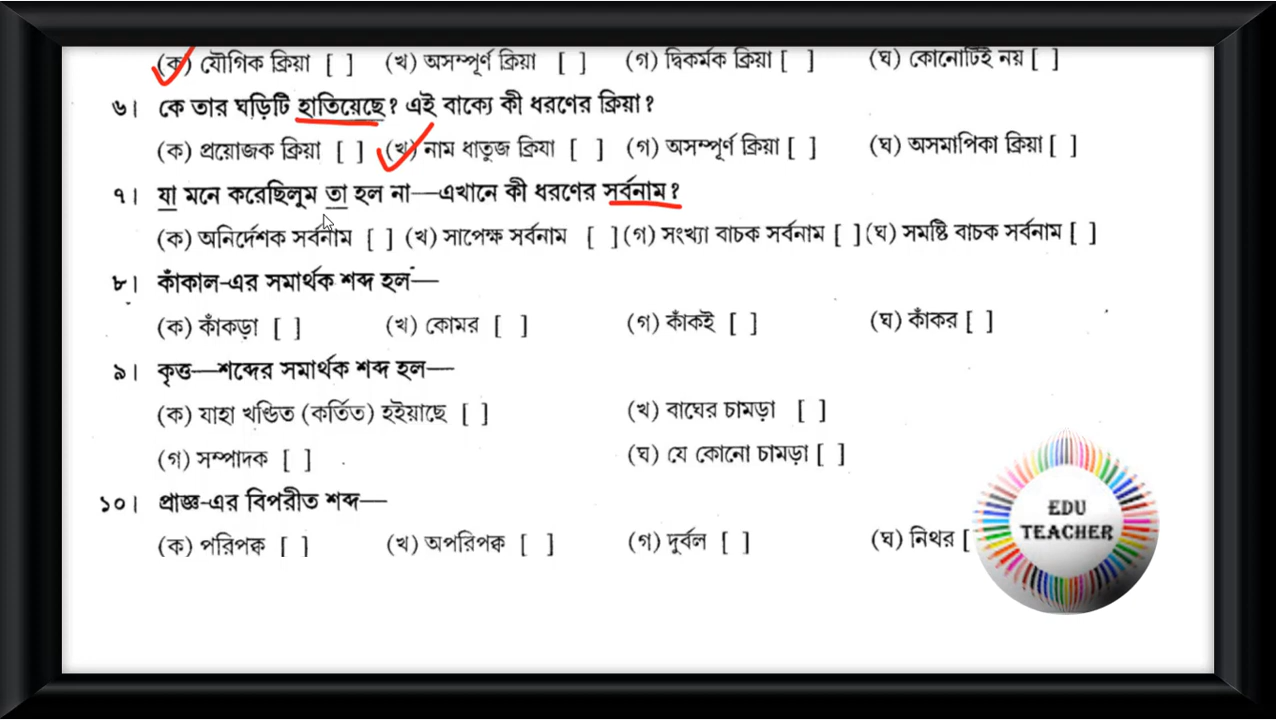 (ক) যৌগিক ক্রিয়া [ ] (খ) অসম্পূর্ণ ক্রিয়া [ ] (গ) দ্বিকর্মক ক্রিয়া [ ] (ঘ) কোনোটিই নয় [ ]
৬। কে তার ঘড়িটি হাতিয়েছে? এই বাক্যে কী ধরণের ক্রিয়া?
(ক) প্রয়োজক ক্রিয়া [ ] (খ) নাম ধাতুজ ক্রিযা [ ] (গ) অসম্পূর্ণ ক্রিয়া [ ] (ঘ) অসমাপিকা ক্রিয়া [ ]
৭। যা মনে করেছিলুম তা হল না—এখানে কী ধরণের সর্বনাম?
(ক) অনির্দেশক সর্বনাম [ ] (খ) সাপেক্ষ সর্বনাম [ ] (গ) সংখ্যা বাচক সর্বনাম [ ] (ঘ) সমষ্টি বাচক সর্বনাম [ ]
৮। কাঁকাল-এর সমার্থক শব্দ হল—
(ক) কাঁকড়া [ ] (খ) কোমর [ ] (গ) কাঁকই [ ] (ঘ) কাঁকর [ ]
৯। কৃত্ত—শব্দের সমার্থক শব্দ হল—
(ক) যাহা খণ্ডিত (কর্তিত) হইয়াছে [ ] (খ) বাঘের চামড়া [ ]
(গ) সম্পাদক [ ] (ঘ) যে কোনো চামড়া [ ]
১০। প্রাজ্ঞ-এর বিপরীত শব্দ—
(ক) পরিপক্ক [ ] (খ) অপরিপক্ক [ ] (গ) দুর্বল [ ] (ঘ) নিথর [
EDU
TEACHER